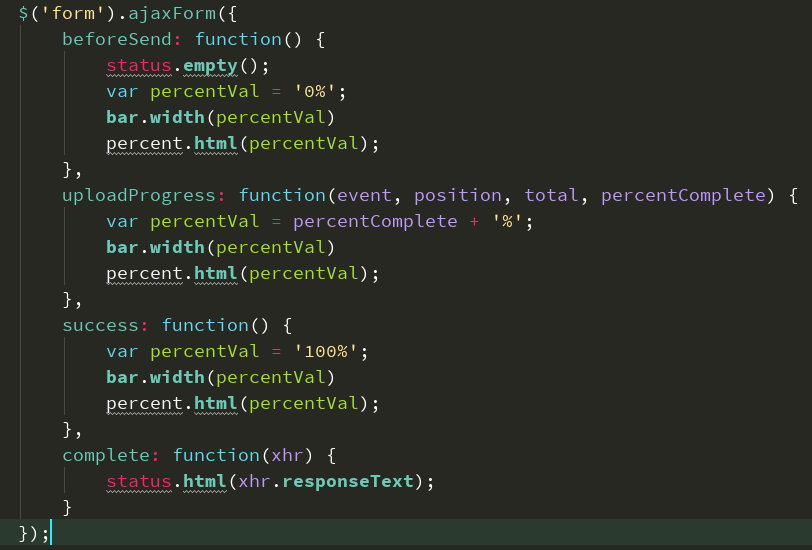 $('form').ajaxForm({
    beforeSend: function() {
        status.empty();
        var percentVal = '0%';
        bar.width(percentVal)
        percent.html(percentVal);
    },
    uploadProgress: function(event, position, total, percentComplete) {
        var percentVal = percentComplete + '%';
        bar.width(percentVal)
        percent.html(percentVal);
    },
    success: function() {
        var percentVal = '100%';
        bar.width(percentVal)
        percent.html(percentVal);
    },
    complete: function(xhr) {
        status.html(xhr.responseText);
    }
});